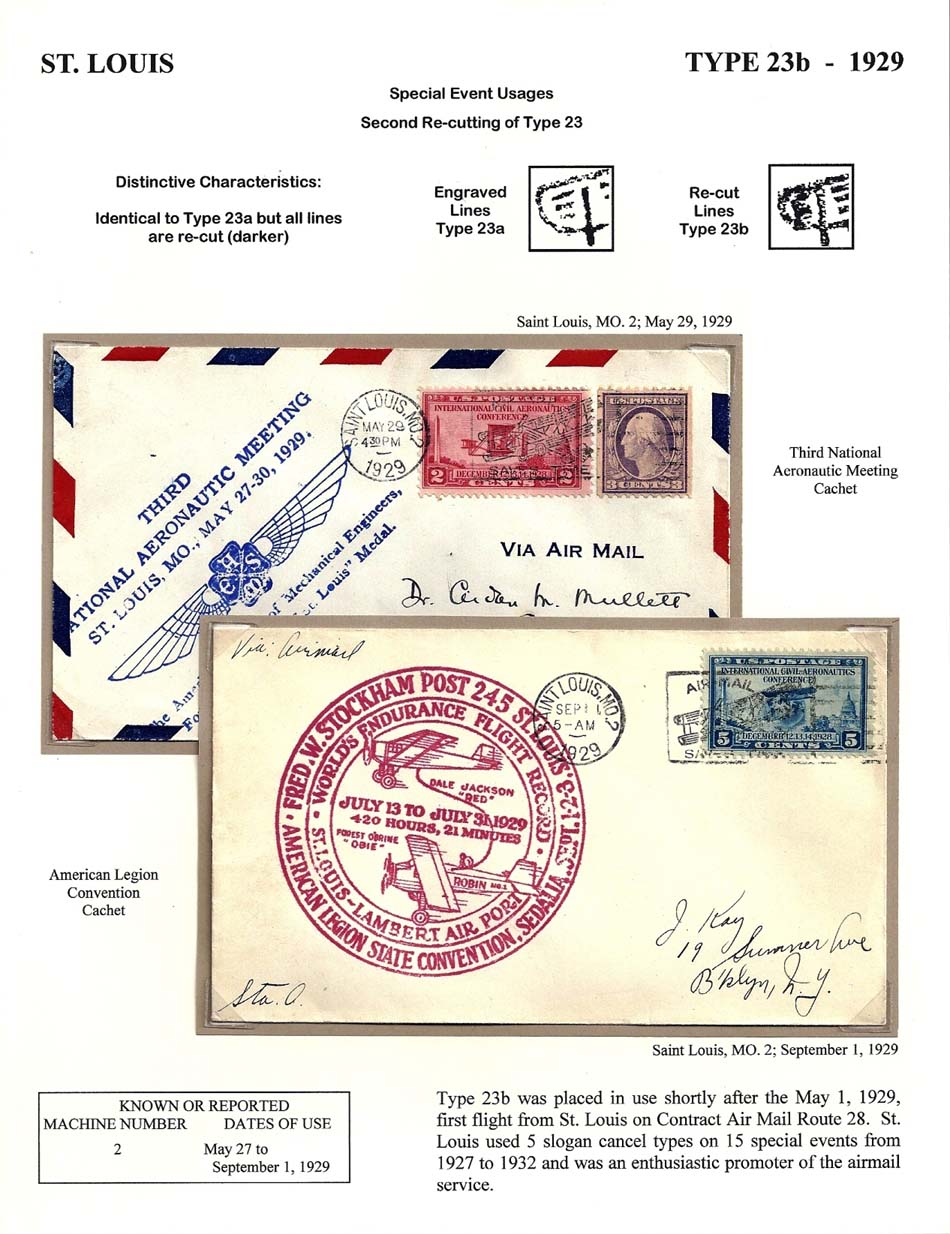 ST. LOUIS
TYPE 23b - 1929
Special Event Usages
Second Re-cutting of Type 23
Distinctive Characteristics:
Identical to Type 23a but all lines
are re-cut (darker)
Engraved
Lines
Type 23a
Re-cut
Lines
Type 23b
Saint Louis, MO. 2; May 29, 1929
THIRD
ATIONAL AERONAUTIC MEETING
ST. LOUIS, MO., MAY 27-30, 1929.
of Mechanical Engineers,
Louis" Medal.
The Amer
Fo
SAINT LOUIS, MO. 2
MAY 29
4 30 PM
1929
U.S. POSTAGE
INTERNATIONAL CIVIL AERONAUTICS
CONFERENCE
2 DECEMBER 12 2
U.S. POSTAGE
3 CENTS 3
VIA AIR MAIL
Dr. Aidan M. Mullett
Third National
Aeronautic Meeting
Cachet
Via: Airmail
FRED. W. STOCKHAM POST 245 ST. LOUIS
AMERICAN LEGION STATE CONVENTION, SEDALIA, SEPT. 1-2-3.
WORLD'S ENDURANCE FLIGHT RECORD
ST. LOUIS-LAMBERT AIR PORT
DALE JACKSON
"RED"
JULY 13 TO JULY 31, 1929
420 HOURS, 21 MINUTES
FOREST O'BRINE
"OBIE"
ROBIN NO. 1
SAINT LOUIS, MO. 2
SEP 1
5-AM
1929
AIR MAIL
U.S. POSTAGE
INTERNATIONAL CIVIL AERONAUTICS
CONFERENCE
5 DECEMBER 12.13.14.1928 5
CENTS
J. Kay
19 Summer Ave
B'klyn, N.Y.
Sta. O.
American Legion
Convention
Cachet
Saint Louis, MO. 2; September 1, 1929
KNOWN OR REPORTED
MACHINE NUMBER DATES OF USE
2 May 27 to
September 1, 1929
Type 23b was placed in use shortly after the May 1, 1929,
first flight from St. Louis on Contract Air Mail Route 28. St.
Louis used 5 slogan cancel types on 15 special events from
1927 to 1932 and was an enthusiastic promoter of the airmail
service.